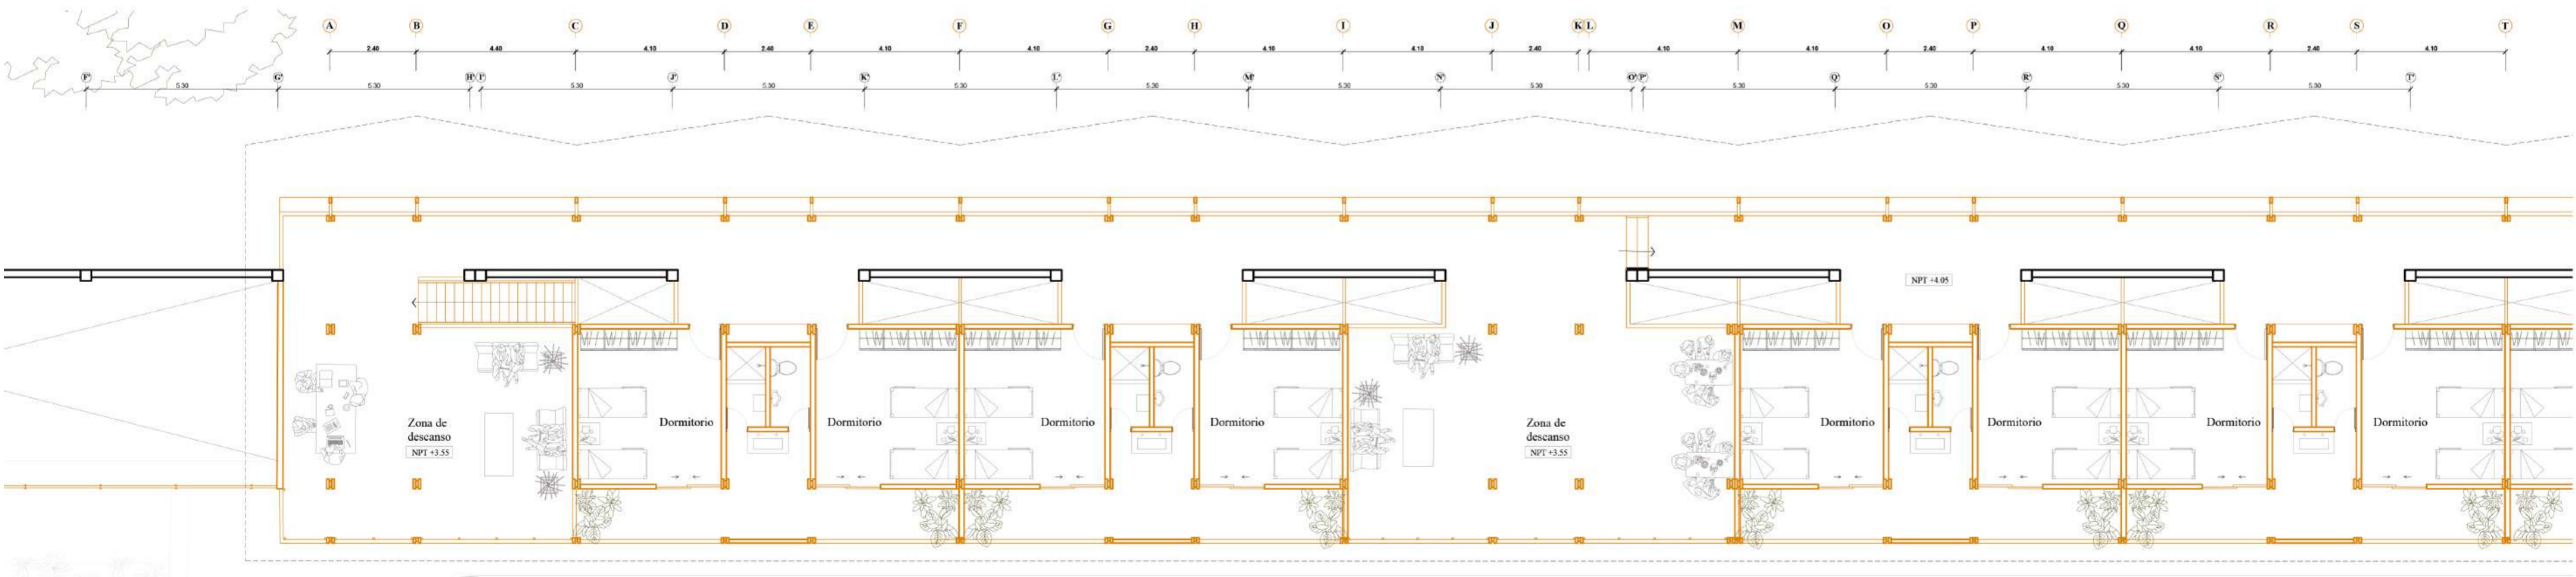 A B C D E F G H I J K L M O P Q R S T
2.40 4.40 4.10 2.40 4.10 4.10 2.40 4.10 4.10 2.40 4.10 4.10 2.40 4.10 4.10 2.40 4.10
F' G' H' I' J' K' L' M' N' O' P' Q' R' S' T'
5.30 5.30 5.30 5.30 5.30 5.30 5.30 5.30 5.30 5.30 5.30 5.30
NPT +4.05
Zona de
descanso
NPT +3.55
Dormitorio
Dormitorio
Dormitorio
Dormitorio
Zona de
descanso
NPT +3.55
Dormitorio
Dormitorio
Dormitorio
Dormitorio